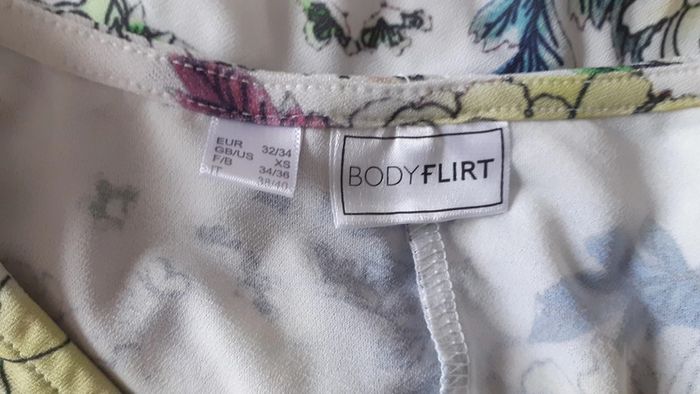 EUR 32/34
GB/US XS
F/B 34/36
IT 38/40
BODYFLIRT